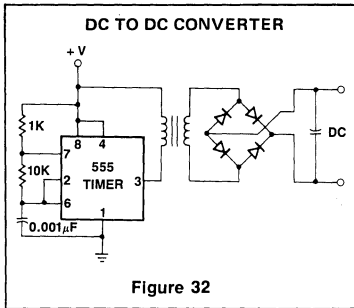 DC TO DC CONVERTER
+ V
1K
8 4
7
10K
555
TIMER
2
3
6
1
0.001µF
DC
Figure 32